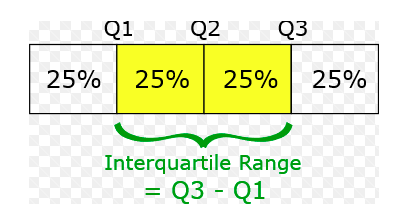 Q1 Q2 Q3
25% 25% 25% 25%
Interquartile Range
= Q3 - Q1